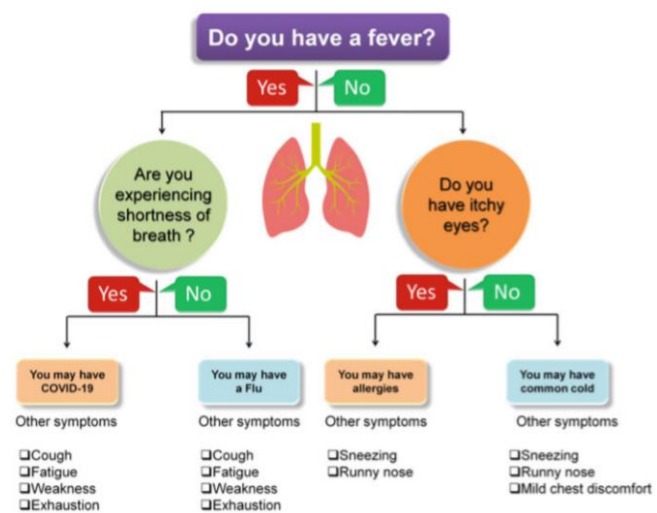 Do you have a fever?
Yes
No
Are you
experiencing
shortness of
breath ?
Do you
have itchy
eyes?
Yes
No
Yes
No
You may have
COVID-19
You may have
a Flu
You may have
allergies
You may have
common cold
Other symptoms
Other symptoms
Other symptoms
Other symptoms
❑Cough
❑Fatigue
❑Weakness
❑Exhaustion
❑Cough
❑Fatigue
❑Weakness
❑Exhaustion
❑Sneezing
❑Runny nose
❑Sneezing
❑Runny nose
❑Mild chest discomfort